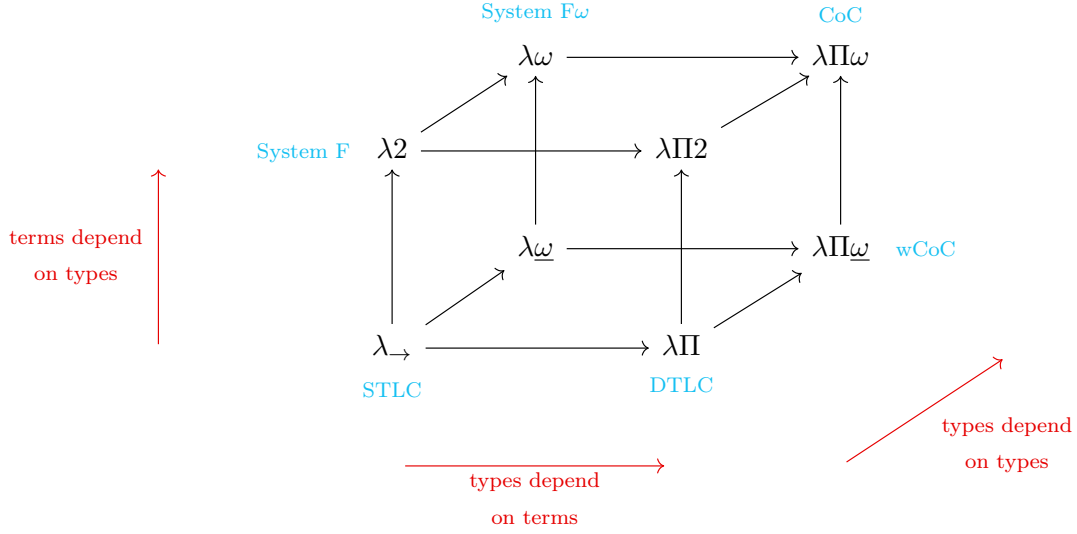 System Fω
CoC
λω
λΠω
System F
λ2
λΠ2
terms depend
on types
λω̲
λΠω̲
wCoC
λ→
λΠ
STLC
DTLC
types depend
on types
types depend
on terms